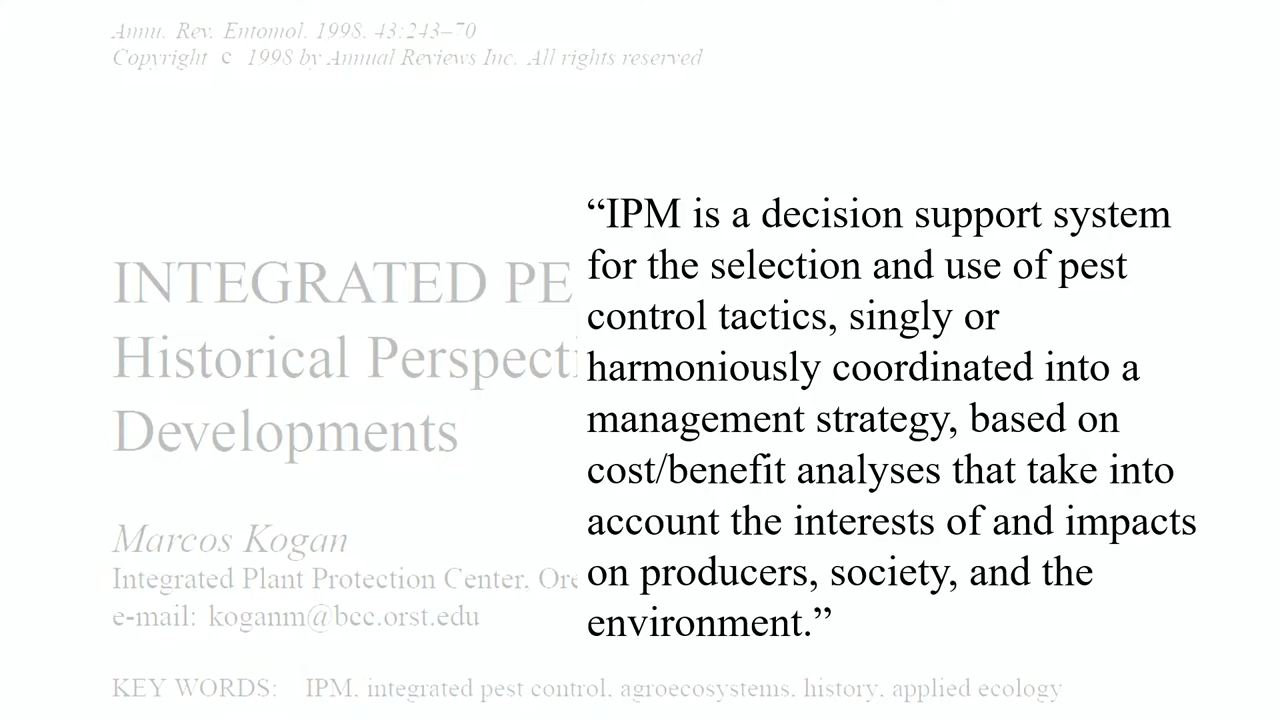 Annu. Rev. Entomol. 1998. 43:243–70
Copyright c 1998 by Annual Reviews Inc. All rights reserved
INTEGRATED PE
Historical Perspecti
Developments
Marcos Kogan
Integrated Plant Protection Center, Ore
e-mail: koganm@bcc.orst.edu
“IPM is a decision support system
for the selection and use of pest
control tactics, singly or
harmoniously coordinated into a
management strategy, based on
cost/benefit analyses that take into
account the interests of and impacts
on producers, society, and the
environment.”
KEY WORDS: IPM, integrated pest control, agroecosystems, history, applied ecology